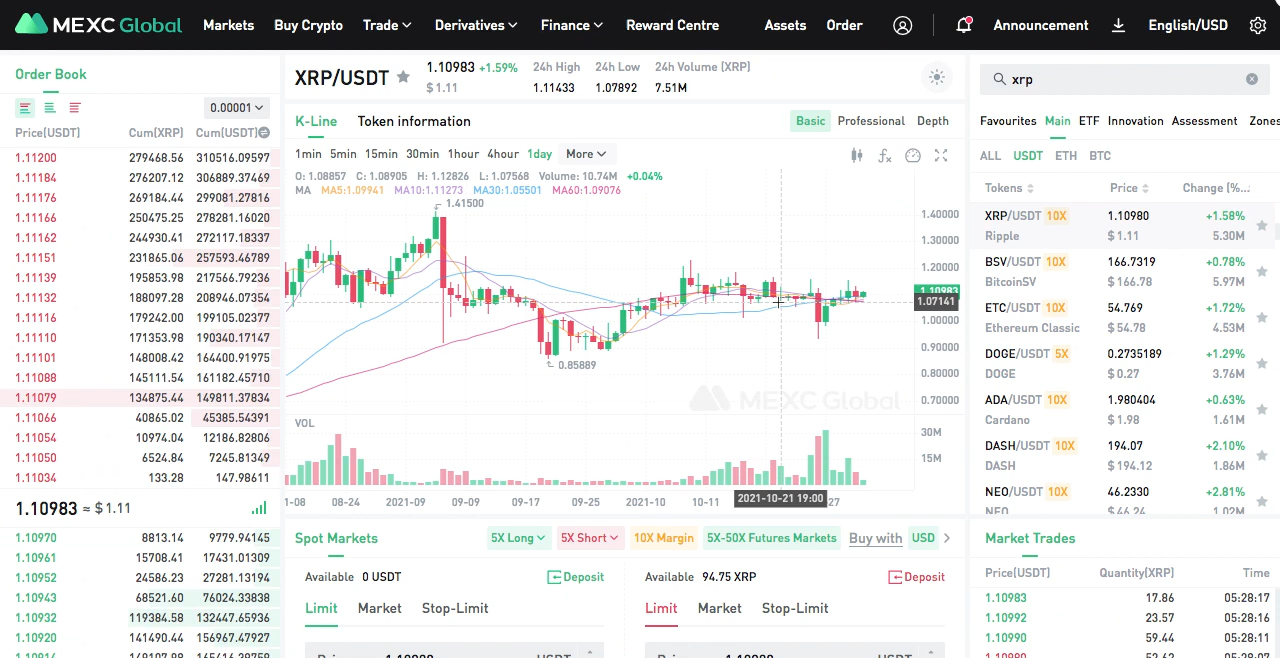 MEXC Global Markets Buy Crypto Trade Derivatives Finance Reward Centre Assets Order Announcement English/USD
Order Book
0.00001
Price(USDT) Cum(XRP) Cum(USDT)
1.11200 279468.56 310516.09597
1.11184 276207.12 306889.37469
1.11176 269184.44 299081.27816
1.11166 250475.25 278281.16020
1.11162 244930.41 272117.18337
1.11151 231865.06 257593.46789
1.11139 195853.98 217566.79236
1.11132 188097.28 208946.07354
1.11116 179242.00 199105.02377
1.11110 171353.98 190340.17147
1.11101 148008.42 164400.91975
1.11088 145111.54 161182.45710
1.11079 134875.44 149811.37834
1.11066 40865.02 45385.54391
1.11054 10974.04 12186.82806
1.11050 6524.84 7245.81349
1.11034 133.28 147.98611
1.10983 ≈ $ 1.11
1.10970 8813.14 9779.94145
1.10961 15708.41 17431.01309
1.10952 24586.23 27281.13194
1.10943 68521.60 76024.33838
1.10932 119384.58 132447.65936
1.10920 141490.44 156967.47927
XRP/USDT 1.10983 +1.59% 24h High 24h Low 24h Volume (XRP)
$ 1.11 1.11433 1.07892 7.51M
K-Line Token information Basic Professional Depth
1min 5min 15min 30min 1hour 4hour 1day More
O: 1.08857 C: 1.08905 H: 1.12826 L: 1.07568 Volume: 10.74M +0.04%
MA MA5:1.09941 MA10:1.11273 MA30:1.05501 MA60:1.09076
1.41500
1.40000
1.30000
1.20000
1.10983
1.07141
1.00000
0.90000
0.85889
0.80000
0.70000
MEXC Global
VOL
30M
15M
1-08 08-24 2021-09 09-09 09-17 09-25 2021-10 10-11 2021-10-21 19:00 27
Spot Markets 5X Long 5X Short 10X Margin 5X-50X Futures Markets Buy with USD
Available 0 USDT Deposit
Limit Market Stop-Limit
Available 94.75 XRP Deposit
Limit Market Stop-Limit
xrp
Favourites Main ETF Innovation Assessment Zones
ALL USDT ETH BTC
Tokens Price Change (%...
XRP/USDT 10X 1.10980 +1.58%
Ripple $ 1.11 5.30M
BSV/USDT 10X 166.7319 +0.78%
BitcoinSV $ 166.78 5.97M
ETC/USDT 10X 54.769 +1.72%
Ethereum Classic $ 54.78 4.53M
DOGE/USDT 5X 0.2735189 +1.29%
DOGE $ 0.27 3.76M
ADA/USDT 10X 1.980404 +0.63%
Cardano $ 1.98 1.61M
DASH/USDT 10X 194.07 +2.10%
DASH $ 194.12 1.86M
NEO/USDT 10X 46.2330 +2.81%
NEO $ 46.24 1.02M
Market Trades
Price(USDT) Quantity(XRP) Time
1.10983 17.86 05:28:17
1.10992 23.57 05:28:16
1.10990 59.44 05:28:11